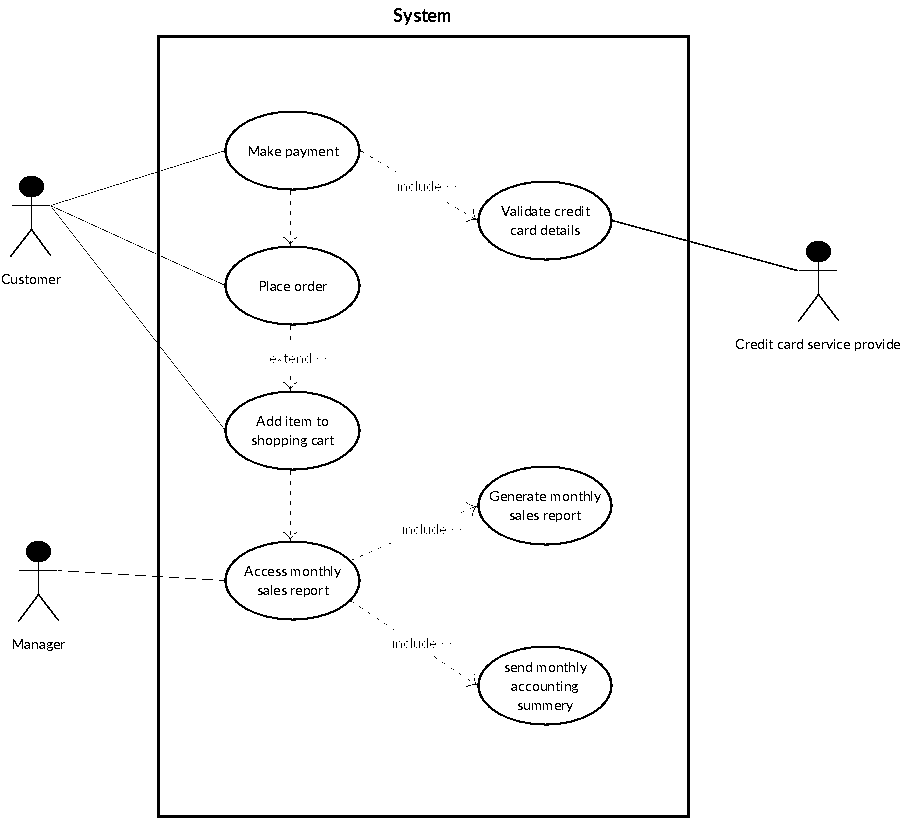 System
Make payment
include
Validate credit
card details
Customer
Place order
Credit card service provide
extend
Add item to
shopping cart
Generate monthly
sales report
include
Access monthly
sales report
Manager
include
send monthly
accounting
summery